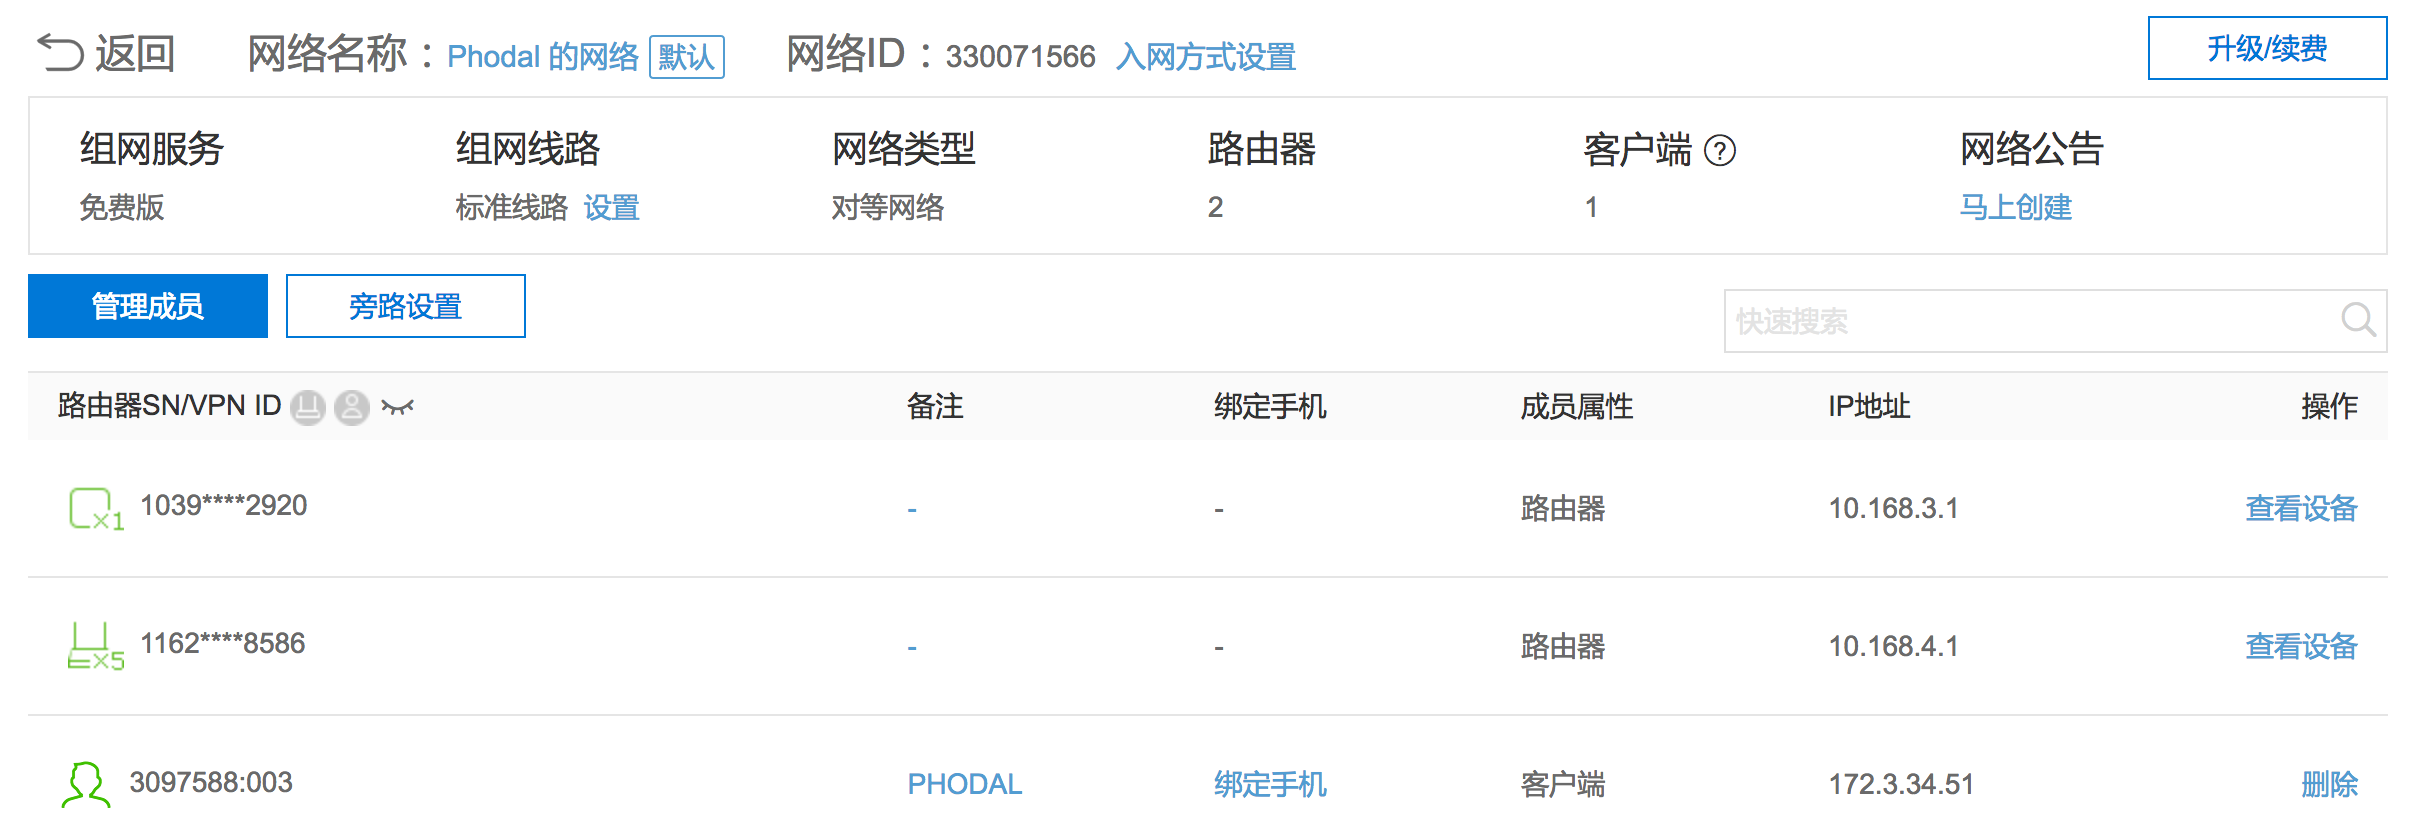 返回 网络名称：Phodal 的网络 默认 网络ID：330071566 入网方式设置 升级/续费
组网服务 组网线路 网络类型 路由器 客户端 ? 网络公告
免费版 标准线路 设置 对等网络 2 1 马上创建
管理成员 旁路设置 快速搜索
路由器SN/VPN ID 备注 绑定手机 成员属性 IP地址 操作
x1 1039****2920 - - 路由器 10.168.3.1 查看设备
x5 1162****8586 - - 路由器 10.168.4.1 查看设备
3097588:003 PHODAL 绑定手机 客户端 172.3.34.51 删除